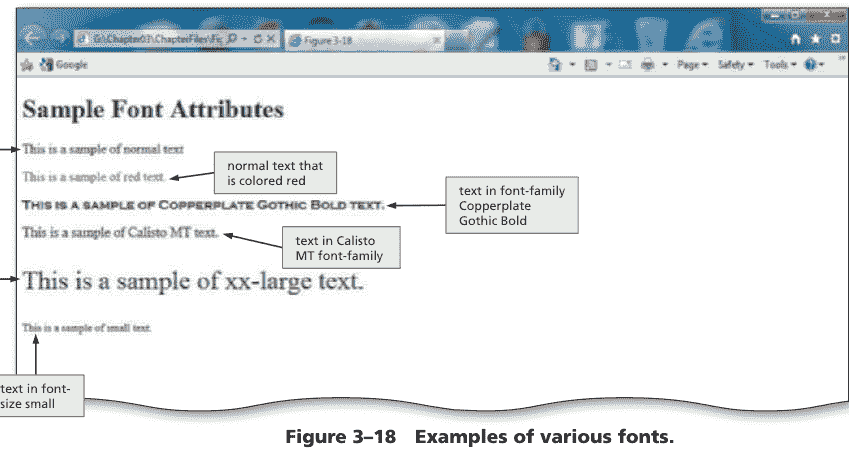 G:\Chapter03\ChapterFiles\Fig
Figure 3-18
Google
Page
Safety
Tools
Sample Font Attributes
This is a sample of normal text
This is a sample of red text.
normal text that
is colored red
THIS IS A SAMPLE OF COPPERPLATE GOTHIC BOLD TEXT.
text in font-family
Copperplate
Gothic Bold
This is a sample of Calisto MT text.
text in Calisto
MT font-family
This is a sample of xx-large text.
This is a sample of small text.
text in font-
size small
Figure 3–18 Examples of various fonts.